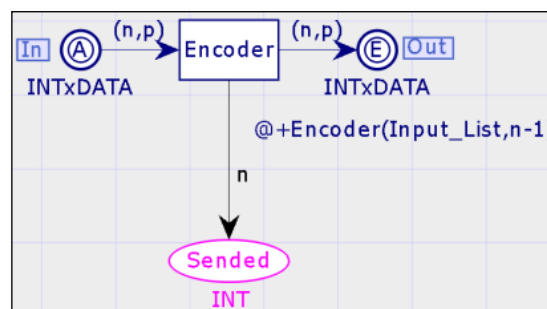 (n,p)
(n,p)
In
A
Encoder
E
Out
INTxDATA
INTxDATA
@+Encoder(Input_List,n-1
n
Sended
INT